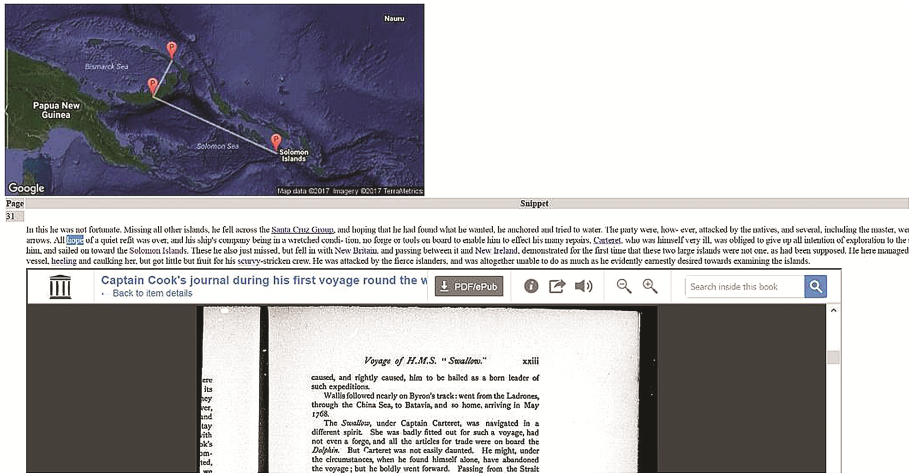 Nauru
Bismarck Sea
Papua New
Guinea
Solomon Sea
Solomon
Islands
Google
Map data ©2017 Imagery ©2017 TerraMetrics
Page Snippet
31
In this he was not fortunate. Missing all other islands, he fell across the Santa Cruz Group, and hoping that he had found what he wanted, he anchored and tried to water. The party were, how- ever, attacked by the natives, and several, including the master, wer
arrows. All hope of a quiet refit was over, and his ship's company being in a wretched condi- tion, no forge or tools on board to enable him to effect his many repairs, Carteret, who was himself very ill, was obliged to give up all intention of exploration to the s
him, and sailed on toward the Solomon Islands. These he also just missed, but fell in with New Britain, and passing between it and New Ireland, demonstrated for the first time that these two large islands were not one, as had been supposed. He here managed
vessel, heeling and caulking her, but got little but fruit for his scurvy-stricken crew. He was attacked by the fierce islanders, and was altogether unable to do as much as he evidently earnestly desired towards examining the islands.
Captain Cook's journal during his first voyage round the w
‹ Back to item details
PDF/ePub
Search inside this book
Voyage of H.M.S. "Swallow." xxiii
caused, and rightly caused, him to be hailed as a born leader of
such expeditions.
Wallis followed nearly on Byron's track: went from the Ladrones,
through the China Sea, to Batavia, and so home, arriving in May
1768.
The Swallow, under Captain Carteret, was navigated in a
different spirit. She was badly fitted out for such a voyage, had
not even a forge, and all the articles for trade were on board the
Dolphin. But Carteret was not easily daunted. He might, under
the circumstances, when he found himself alone, have abandoned
the voyage; but he boldly went forward. Passing from the Strait
ere
its
hey
ver,
and
tay
with
ok's
om-
ted,
we